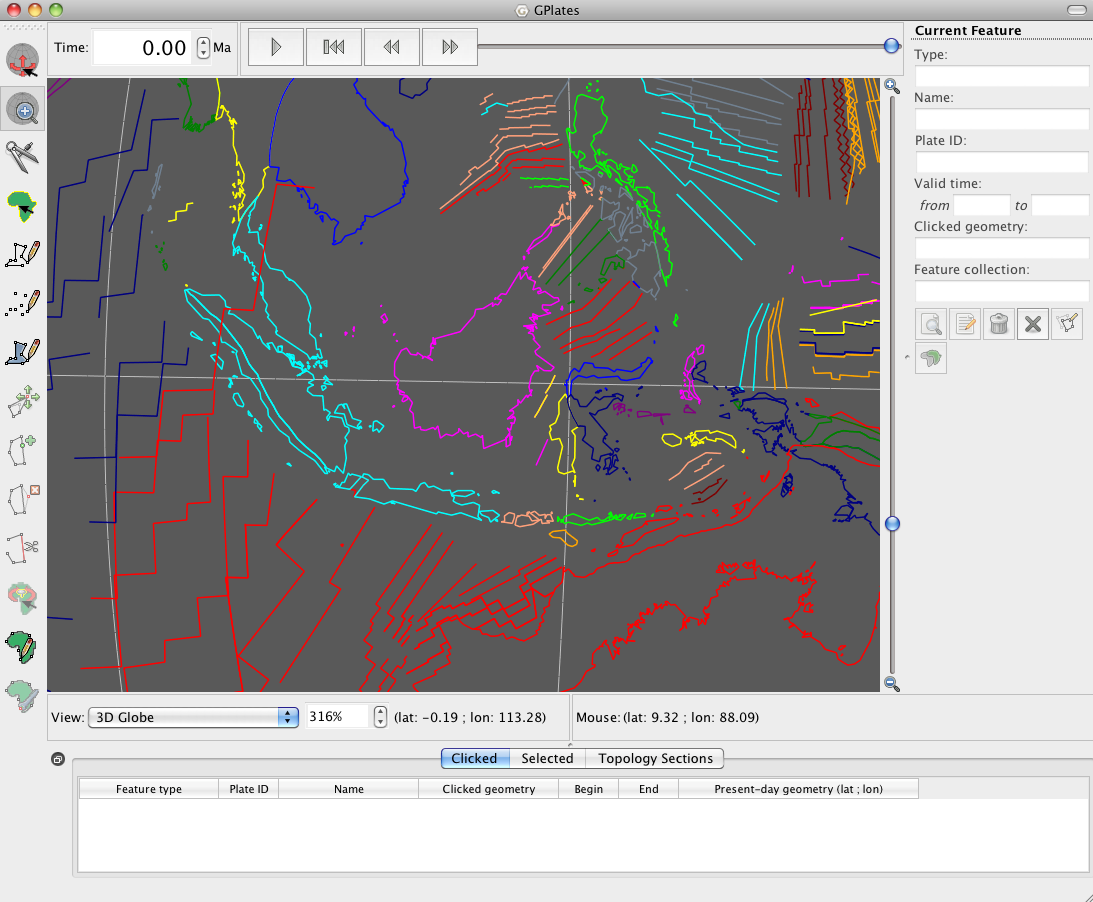 GPlates
Time: 0.00 Ma
Current Feature
Type:
Name:
Plate ID:
Valid time:
from to
Clicked geometry:
Feature collection:
View: 3D Globe 316% (lat: -0.19 ; lon: 113.28) Mouse: (lat: 9.32 ; lon: 88.09)
Clicked Selected Topology Sections
Feature type Plate ID Name Clicked geometry Begin End Present-day geometry (lat ; lon)